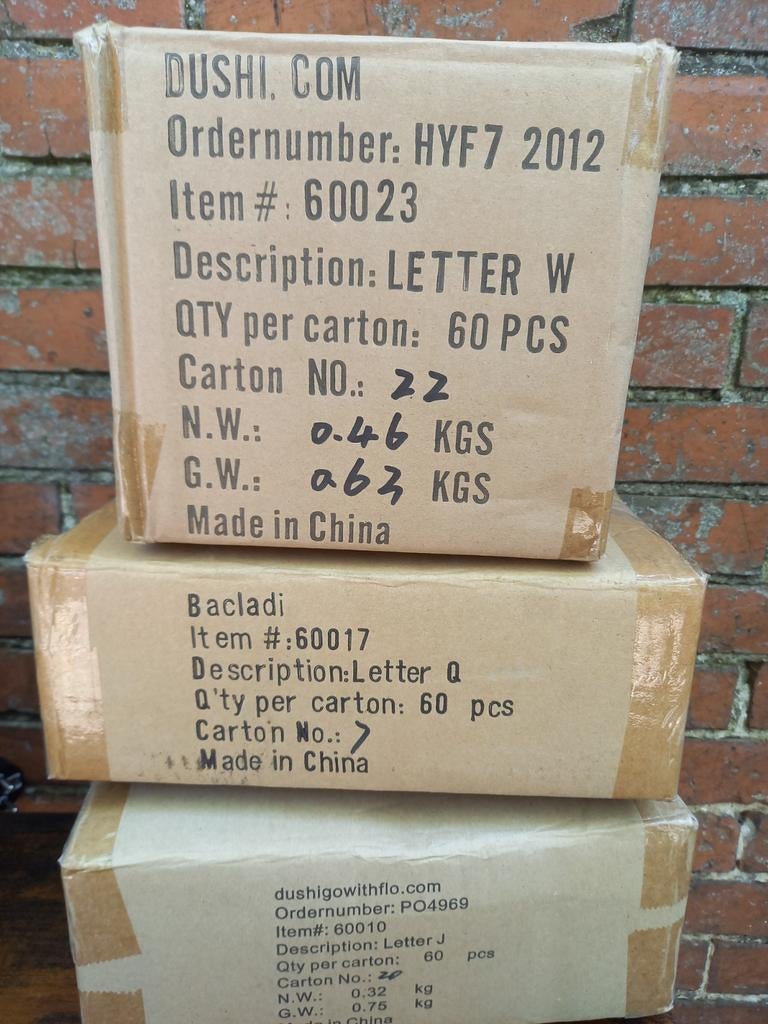 DUSHI. COM
Ordernumber: HYF7 2012
Item #: 60023
Description: LETTER W
QTY per carton: 60 PCS
Carton NO.: 22
N.W.: 0.46 KGS
G.W.: 0.63 KGS
Made in China
Bacladi
Item #:60017
Description:Letter Q
Q'ty per carton: 60 pcs
Carton No.: 7
Made in China
dushigowithflo.com
Ordernumber: PO4969
Item#: 60010
Description: Letter J
Qty per carton: 60 pcs
Carton No.: 20
N.W.: 0.32 kg
G.W.: 0.75 kg
Made in China